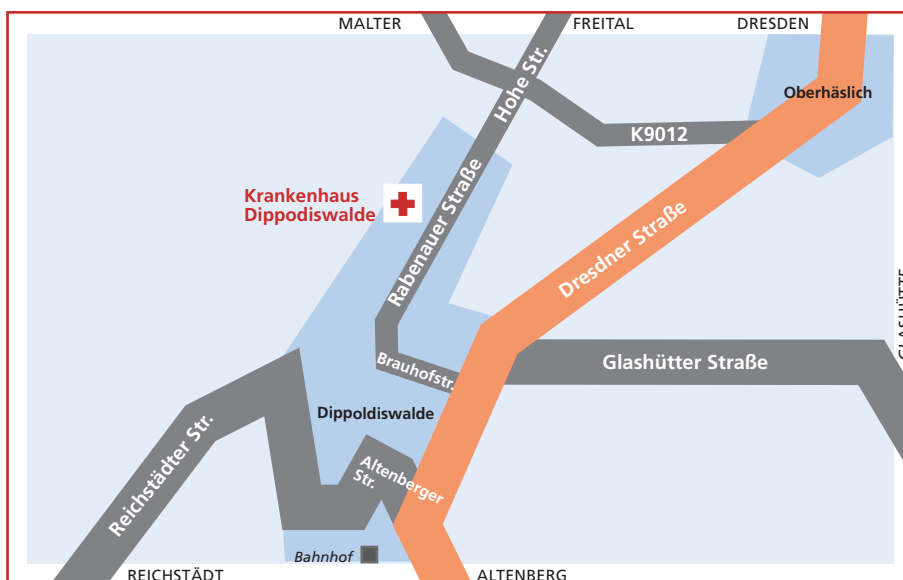 MALTER
FREITAL
DRESDEN
Hohe Str.
Oberhäslich
K9012
Krankenhaus
Dippodiswalde
Rabenauer Straße
Dresdner Straße
GLASHÜTTE
Brauhofstr.
Glashütter Straße
Dippoldiswalde
Reichstädter Str.
Altenberger
Str.
Bahnhof
REICHSTÄDT
ALTENBERG